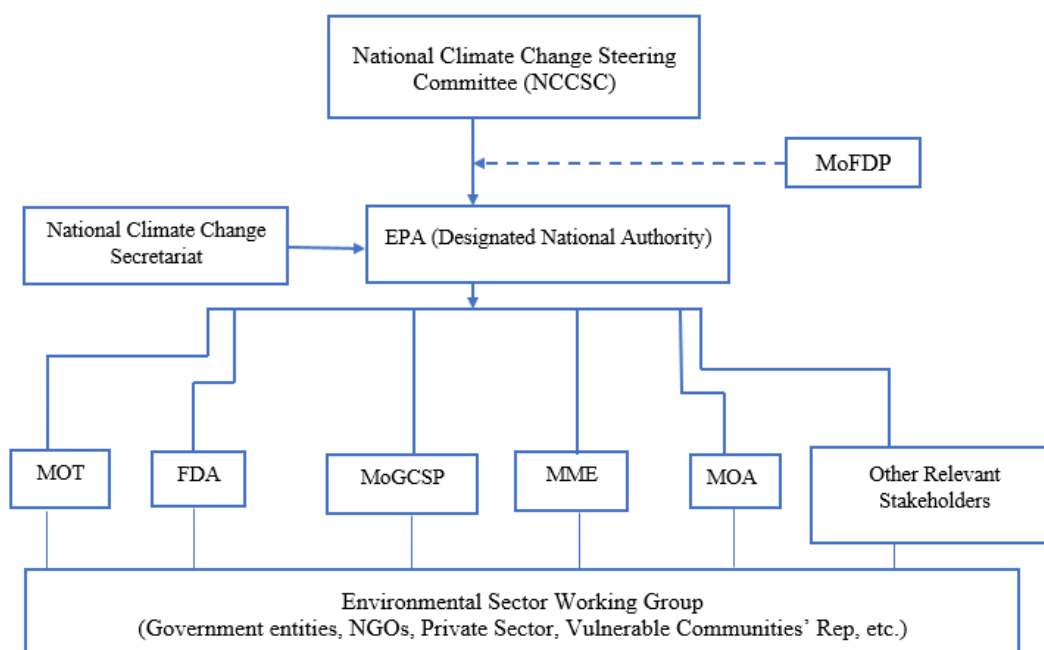 National Climate Change Steering
Committee (NCCSC)
MoFDP
National Climate Change
Secretariat
EPA (Designated National Authority)
MOT
FDA
MoGCSP
MME
MOA
Other Relevant
Stakeholders
Environmental Sector Working Group
(Government entities, NGOs, Private Sector, Vulnerable Communities’ Rep, etc.)